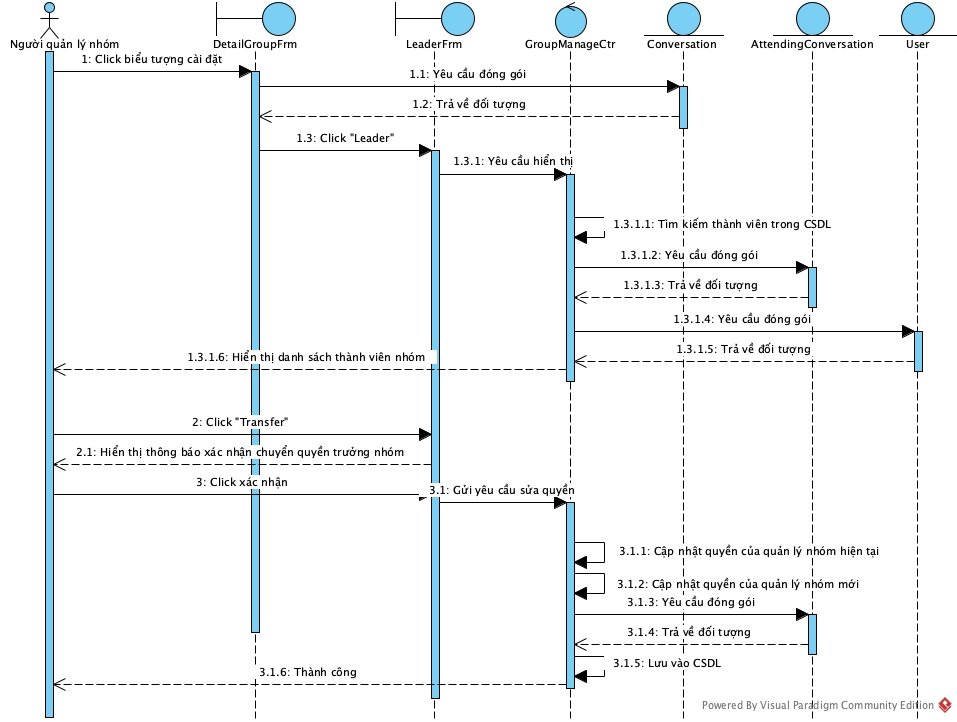 Người quản lý nhóm
DetailGroupFrm
LeaderFrm
GroupManageCtr
Conversation
AttendingConversation
User
1: Click biểu tượng cài đặt
1.1: Yêu cầu đóng gói
1.2: Trả về đối tượng
1.3: Click "Leader"
1.3.1: Yêu cầu hiển thị
1.3.1.1: Tìm kiếm thành viên trong CSDL
1.3.1.2: Yêu cầu đóng gói
1.3.1.3: Trả về đối tượng
1.3.1.4: Yêu cầu đóng gói
1.3.1.5: Trả về đối tượng
1.3.1.6: Hiển thị danh sách thành viên nhóm
2: Click "Transfer"
2.1: Hiển thị thông báo xác nhận chuyển quyền trưởng nhóm
3: Click xác nhận
3.1: Gửi yêu cầu sửa quyền
3.1.1: Cập nhật quyền của quản lý nhóm hiện tại
3.1.2: Cập nhật quyền của quản lý nhóm mới
3.1.3: Yêu cầu đóng gói
3.1.4: Trả về đối tượng
3.1.5: Lưu vào CSDL
3.1.6: Thành công
Powered By Visual Paradigm Community Edition